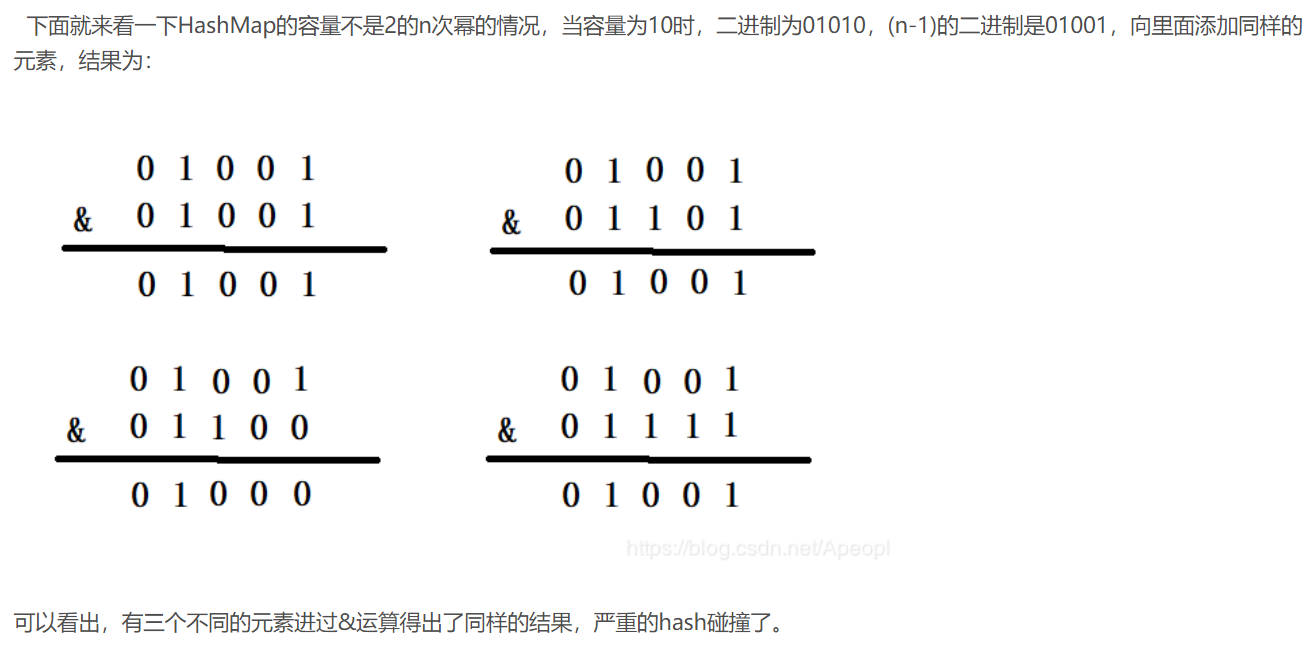 下面就来看一下HashMap的容量不是2的n次幂的情况，当容量为10时，二进制为01010，(n-1)的二进制是01001，向里面添加同样的
元素，结果为：
0 1 0 0 1
& 0 1 0 0 1
0 1 0 0 1
0 1 0 0 1
& 0 1 1 0 1
0 1 0 0 1
0 1 0 0 1
& 0 1 1 0 0
0 1 0 0 0
0 1 0 0 1
& 0 1 1 1 1
0 1 0 0 1
https://blog.csdn.net/Apeopl
可以看出，有三个不同的元素进过&运算得出了同样的结果，严重的hash碰撞了。